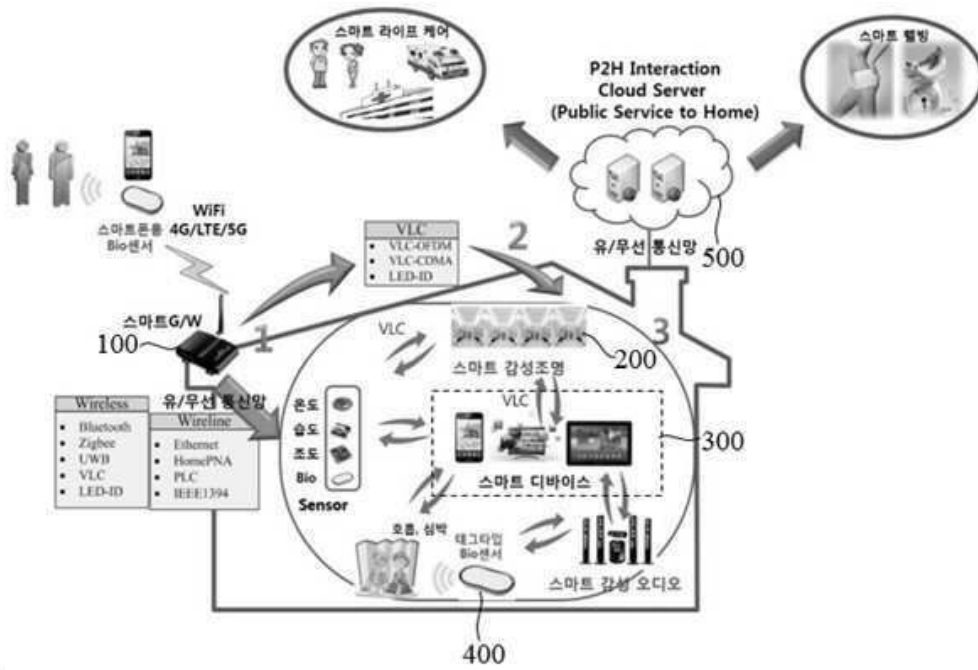 스마트 라이프 케어
스마트 웰빙
P2H Interaction
Cloud Server
(Public Service to Home)
500
유/무선 통신망
WiFi
4G/LTE/5G
스마트폰용
Bio센서
VLC
• VLC-OFDM
• VLC-CDMA
• LED-ID
2
1
3
스마트G/W
100
유/무선 통신망
Wireless
• Bluetooth
• Zigbee
• UWB
• VLC
• LED-ID
Wireline
• Ethernet
• HomePNA
• PLC
• IEEE1394
VLC
200
스마트 감성조명
온도
습도
조도
Bio
Sensor
VLC
300
스마트 디바이스
호흡, 심박
태그타입
Bio센서
스마트 감성 오디오
400